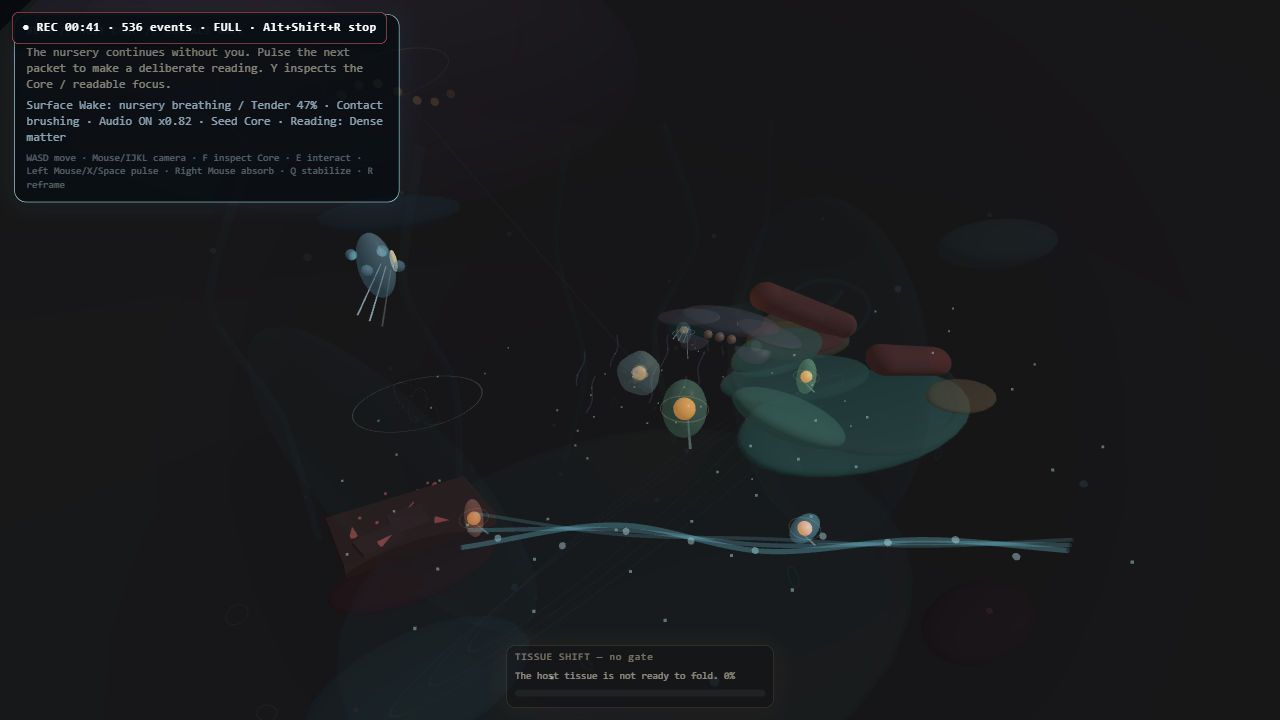 ● REC 00:41 · 536 events · FULL · Alt+Shift+R stop
The nursery continues without you. Pulse the next
packet to make a deliberate reading. Y inspects the
Core / readable focus.
Surface Wake: nursery breathing / Tender 47% · Contact
brushing · Audio ON x0.82 · Seed Core · Reading: Dense
matter
WASD move · Mouse/IJKL camera · F inspect Core · E interact ·
Left Mouse/X/Space pulse · Right Mouse absorb · Q stabilize · R
reframe
TISSUE SHIFT — no gate
The host tissue is not ready to fold. 0%